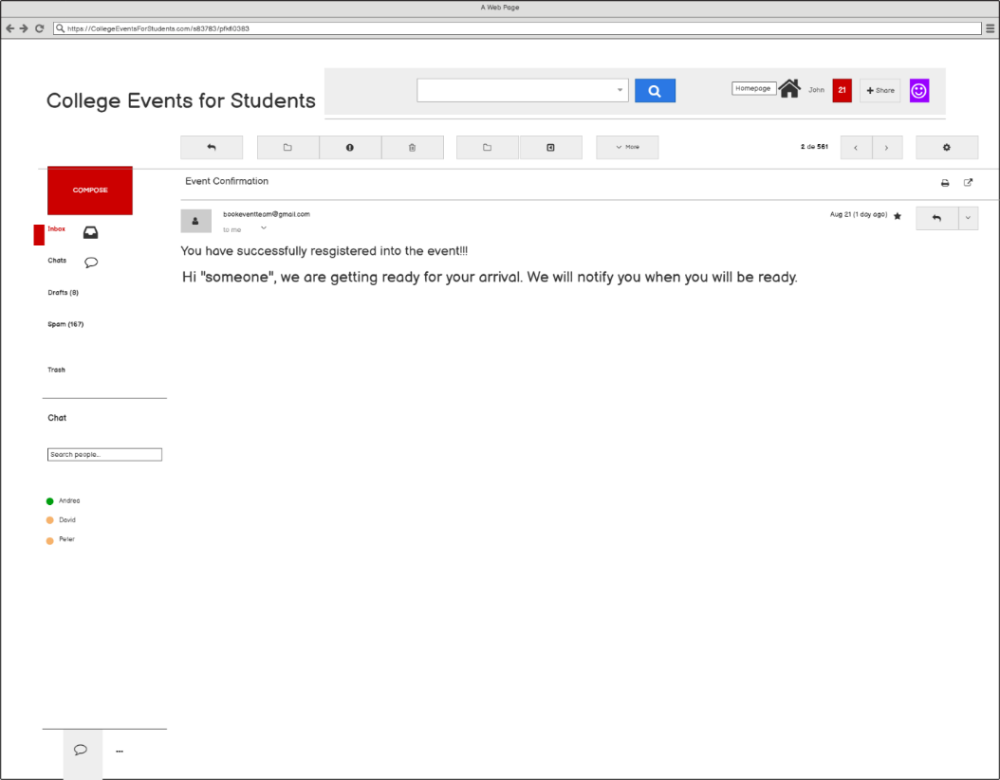 A Web Page
https://CollegeEventsForStudents.com/s83783/pfkfi0383
College Events for Students
Homepage
John
21
Share
More
2 de 561
COMPOSE
Event Confirmation
bookeventteam@gmail.com
Aug 21 (1 day ago)
to me
Inbox
You have successfully resgistered into the event!!!
Chats
Hi "someone", we are getting ready for your arrival. We will notify you when you will be ready.
Drafts (8)
Spam (167)
Trash
Chat
Search people...
Andrea
David
Peter